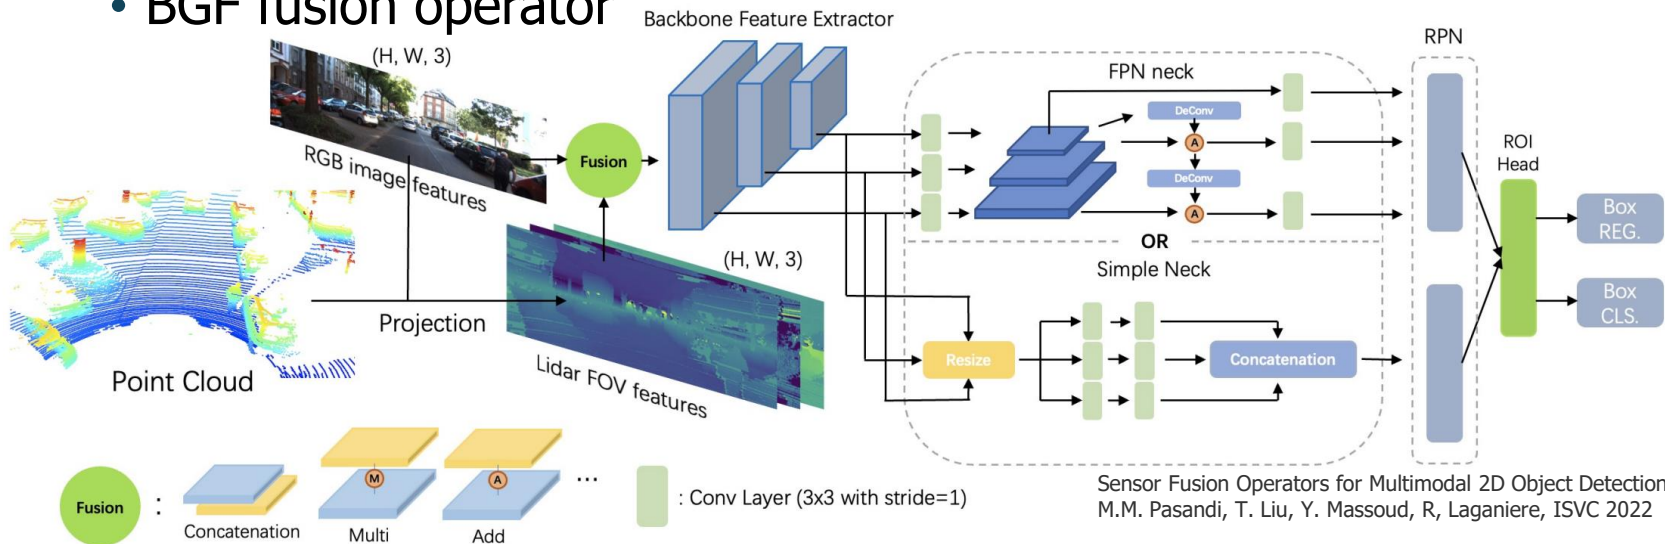 • BGF fusion operator
Backbone Feature Extractor
(H, W, 3)
RGB image features
Fusion
Point Cloud
Projection
(H, W, 3)
Lidar FOV features
FPN neck
DeConv
A
DeConv
A
OR
Simple Neck
Resize
Concatenation
RPN
ROI
Head
Box
REG.
Box
CLS.
Fusion
:
Concatenation
M
Multi
A
Add
...
: Conv Layer (3x3 with stride=1)
Sensor Fusion Operators for Multimodal 2D Object Detection
M.M. Pasandi, T. Liu, Y. Massoud, R, Laganiere, ISVC 2022